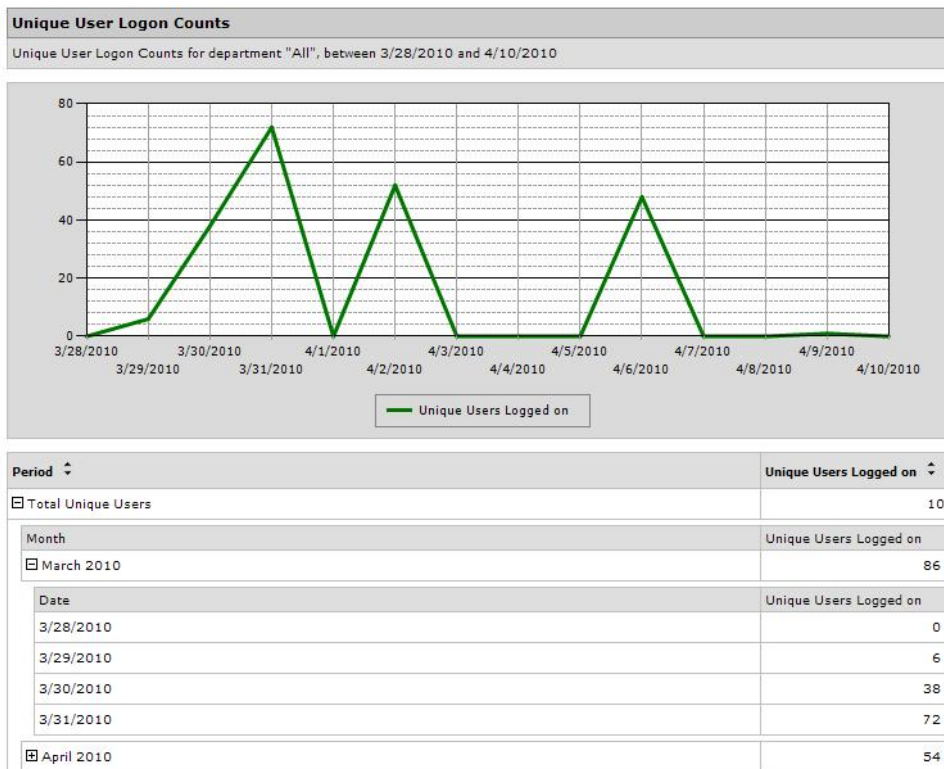 Unique User Logon Counts
Unique User Logon Counts for department "All", between 3/28/2010 and 4/10/2010
80
60
40
20
0
3/28/2010 3/30/2010 4/1/2010 4/3/2010 4/5/2010 4/7/2010 4/9/2010
3/29/2010 3/31/2010 4/2/2010 4/4/2010 4/6/2010 4/8/2010 4/10/2010
Unique Users Logged on
Period Unique Users Logged on
Total Unique Users 10
Month Unique Users Logged on
March 2010 86
Date Unique Users Logged on
3/28/2010 0
3/29/2010 6
3/30/2010 38
3/31/2010 72
April 2010 54